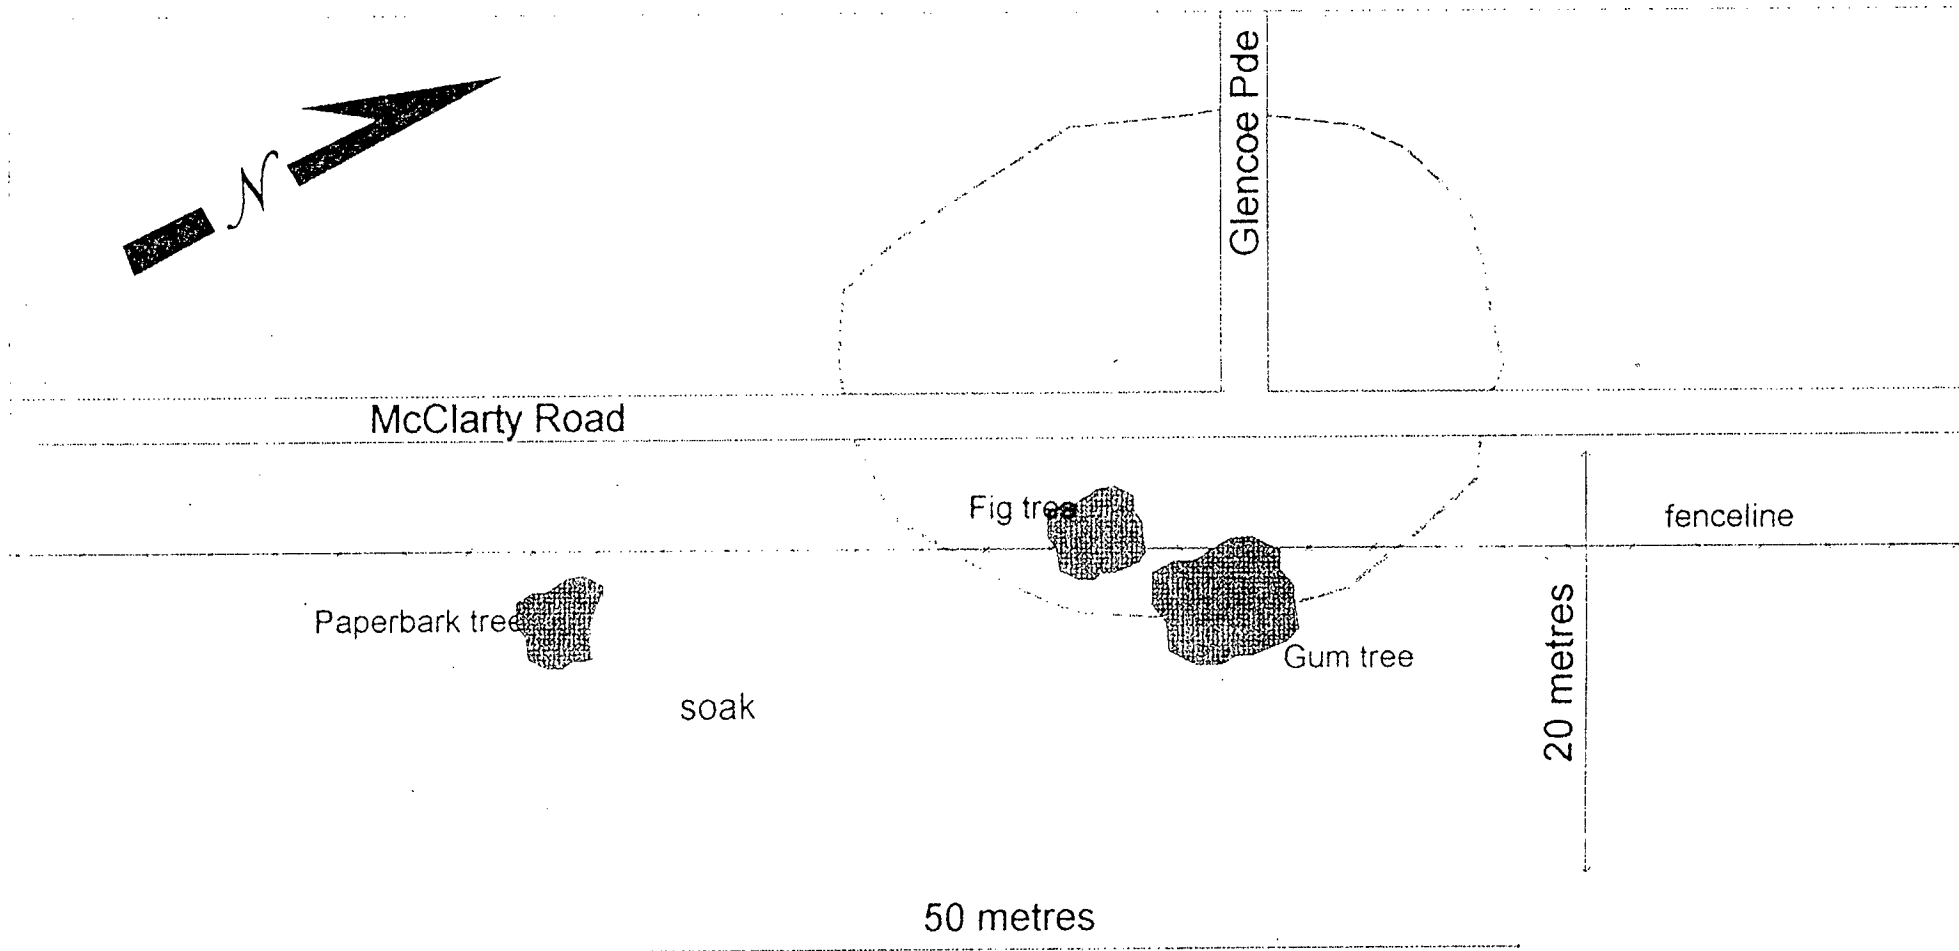 Glencoe Pde
N
McClarty Road
Fig tree
fenceline
Paperbark tree
Gum tree
20 metres
soak
50 metres